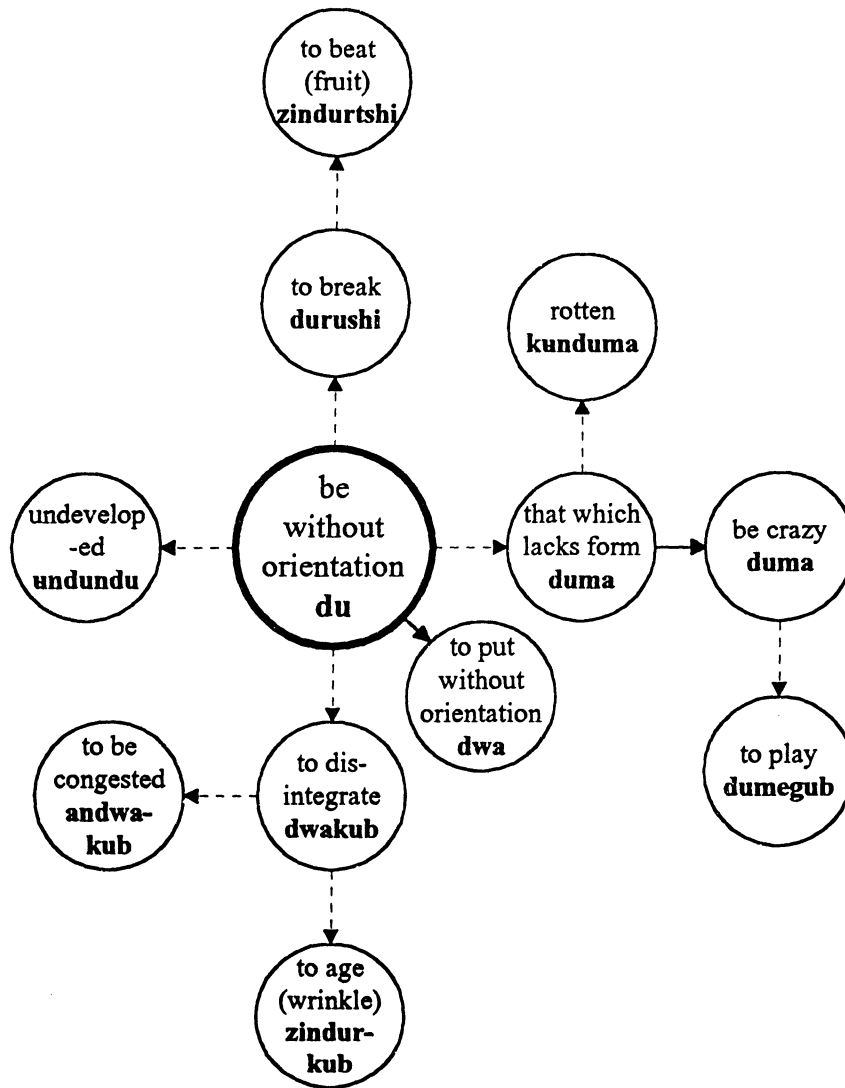 to beat
(fruit)
zindurtshi
to break
durushi
rotten
kunduma
undevelop
-ed
undundu
be
without
orientation
du
that which
lacks form
duma
be crazy
duma
to put
without
orientation
dwa
to be
congested
andwa-
kub
to dis-
integrate
dwakub
to play
dumegub
to age
(wrinkle)
zindur-
kub